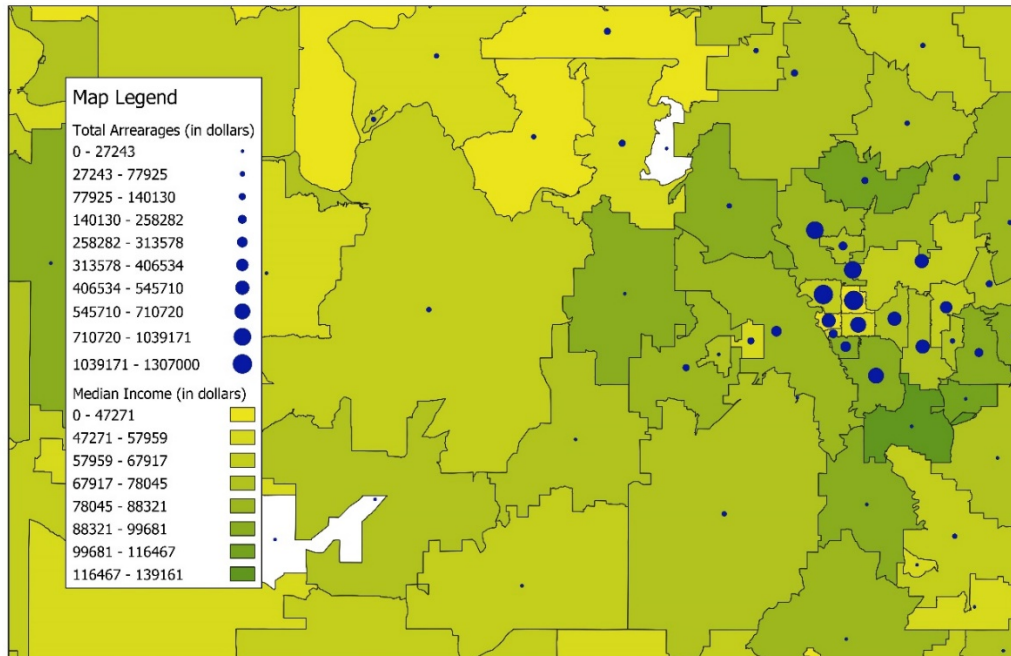 Map Legend
Total Arrearages (in dollars)
0 - 27243
27243 - 77925
77925 - 140130
140130 - 258282
258282 - 313578
313578 - 406534
406534 - 545710
545710 - 710720
710720 - 1039171
1039171 - 1307000
Median Income (in dollars)
0 - 47271
47271 - 57959
57959 - 67917
67917 - 78045
78045 - 88321
88321 - 99681
99681 - 116467
116467 - 139161